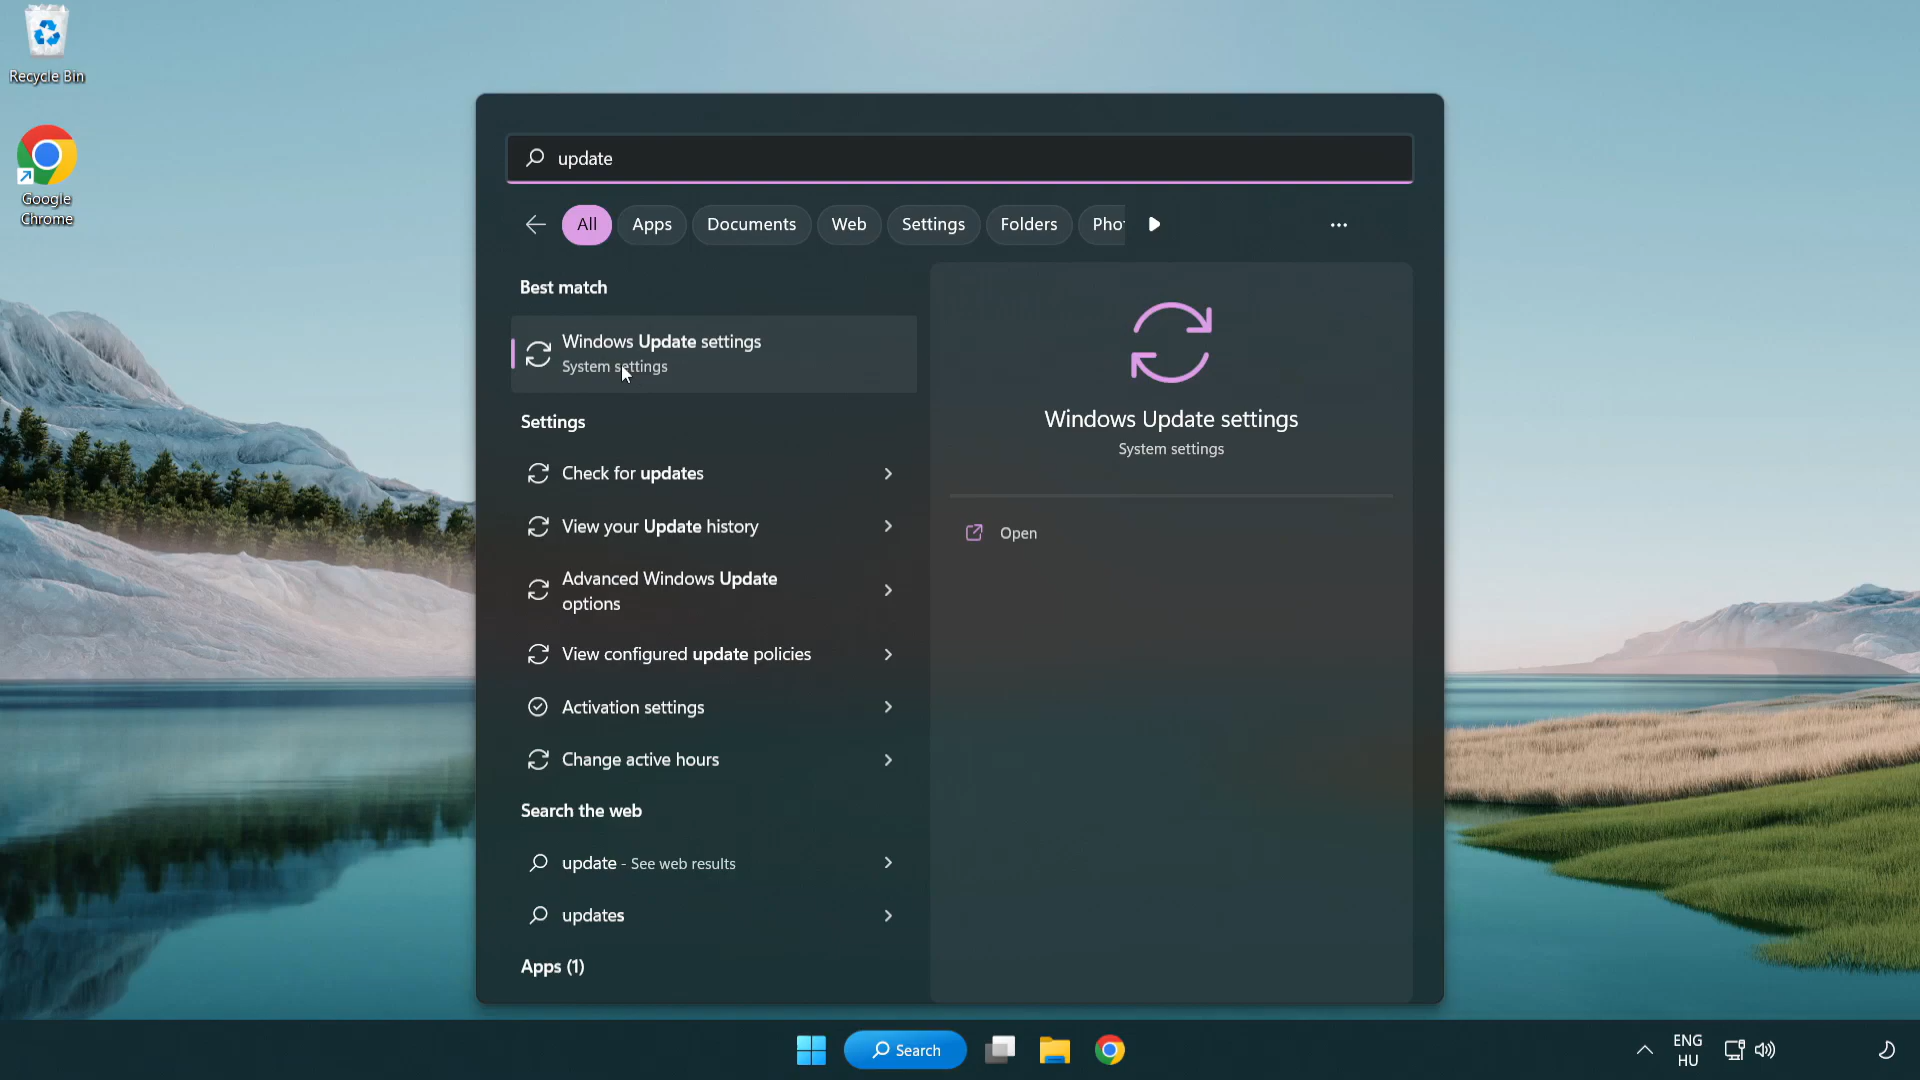 Recycle Bin
Google
Chrome
update
All
Apps
Documents
Web
Settings
Folders
Pho
Best match
Windows Update settings
System settings
Settings
Check for updates
View your Update history
Advanced Windows Update
options
View configured update policies
Activation settings
Change active hours
Search the web
update - See web results
updates
Apps (1)
Windows Update settings
System settings
Open
Search
ENG
HU